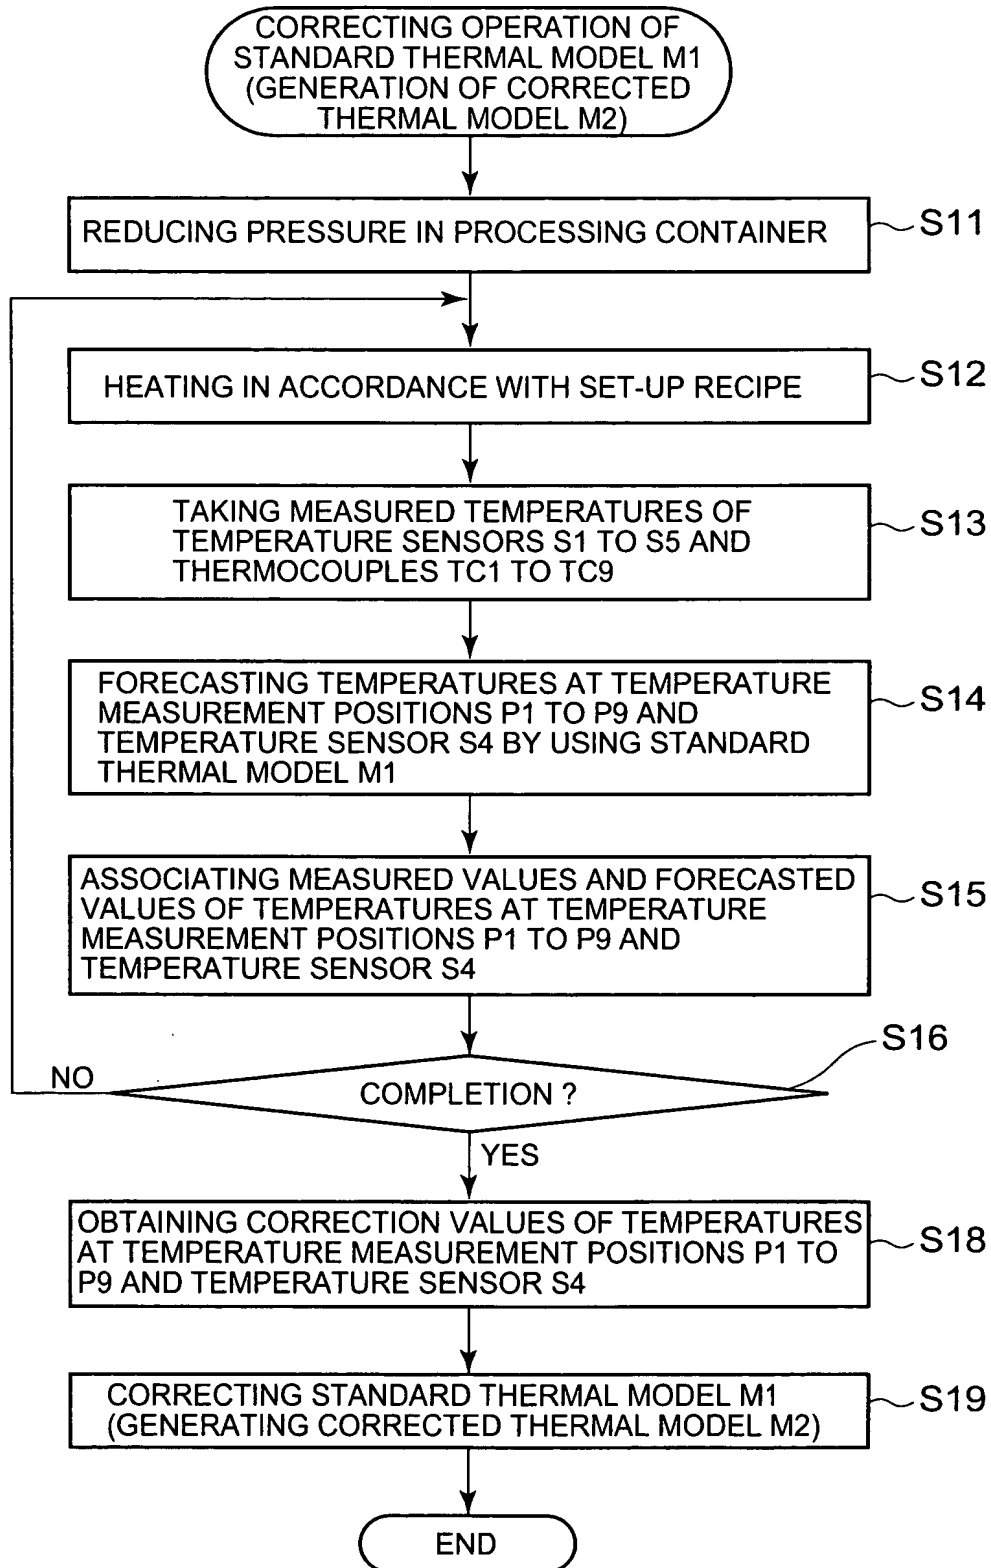 CORRECTING OPERATION OF
STANDARD THERMAL MODEL M1
(GENERATION OF CORRECTED
THERMAL MODEL M2)
REDUCING PRESSURE IN PROCESSING CONTAINER
S11
HEATING IN ACCORDANCE WITH SET-UP RECIPE
S12
TAKING MEASURED TEMPERATURES OF
TEMPERATURE SENSORS S1 TO S5 AND
THERMOCOUPLES TC1 TO TC9
S13
FORECASTING TEMPERATURES AT TEMPERATURE
MEASUREMENT POSITIONS P1 TO P9 AND
TEMPERATURE SENSOR S4 BY USING STANDARD
THERMAL MODEL M1
S14
ASSOCIATING MEASURED VALUES AND FORECASTED
VALUES OF TEMPERATURES AT TEMPERATURE
MEASUREMENT POSITIONS P1 TO P9 AND
TEMPERATURE SENSOR S4
S15
S16
NO
COMPLETION ?
YES
OBTAINING CORRECTION VALUES OF TEMPERATURES
AT TEMPERATURE MEASUREMENT POSITIONS P1 TO
P9 AND TEMPERATURE SENSOR S4
S18
CORRECTING STANDARD THERMAL MODEL M1
(GENERATING CORRECTED THERMAL MODEL M2)
S19
END